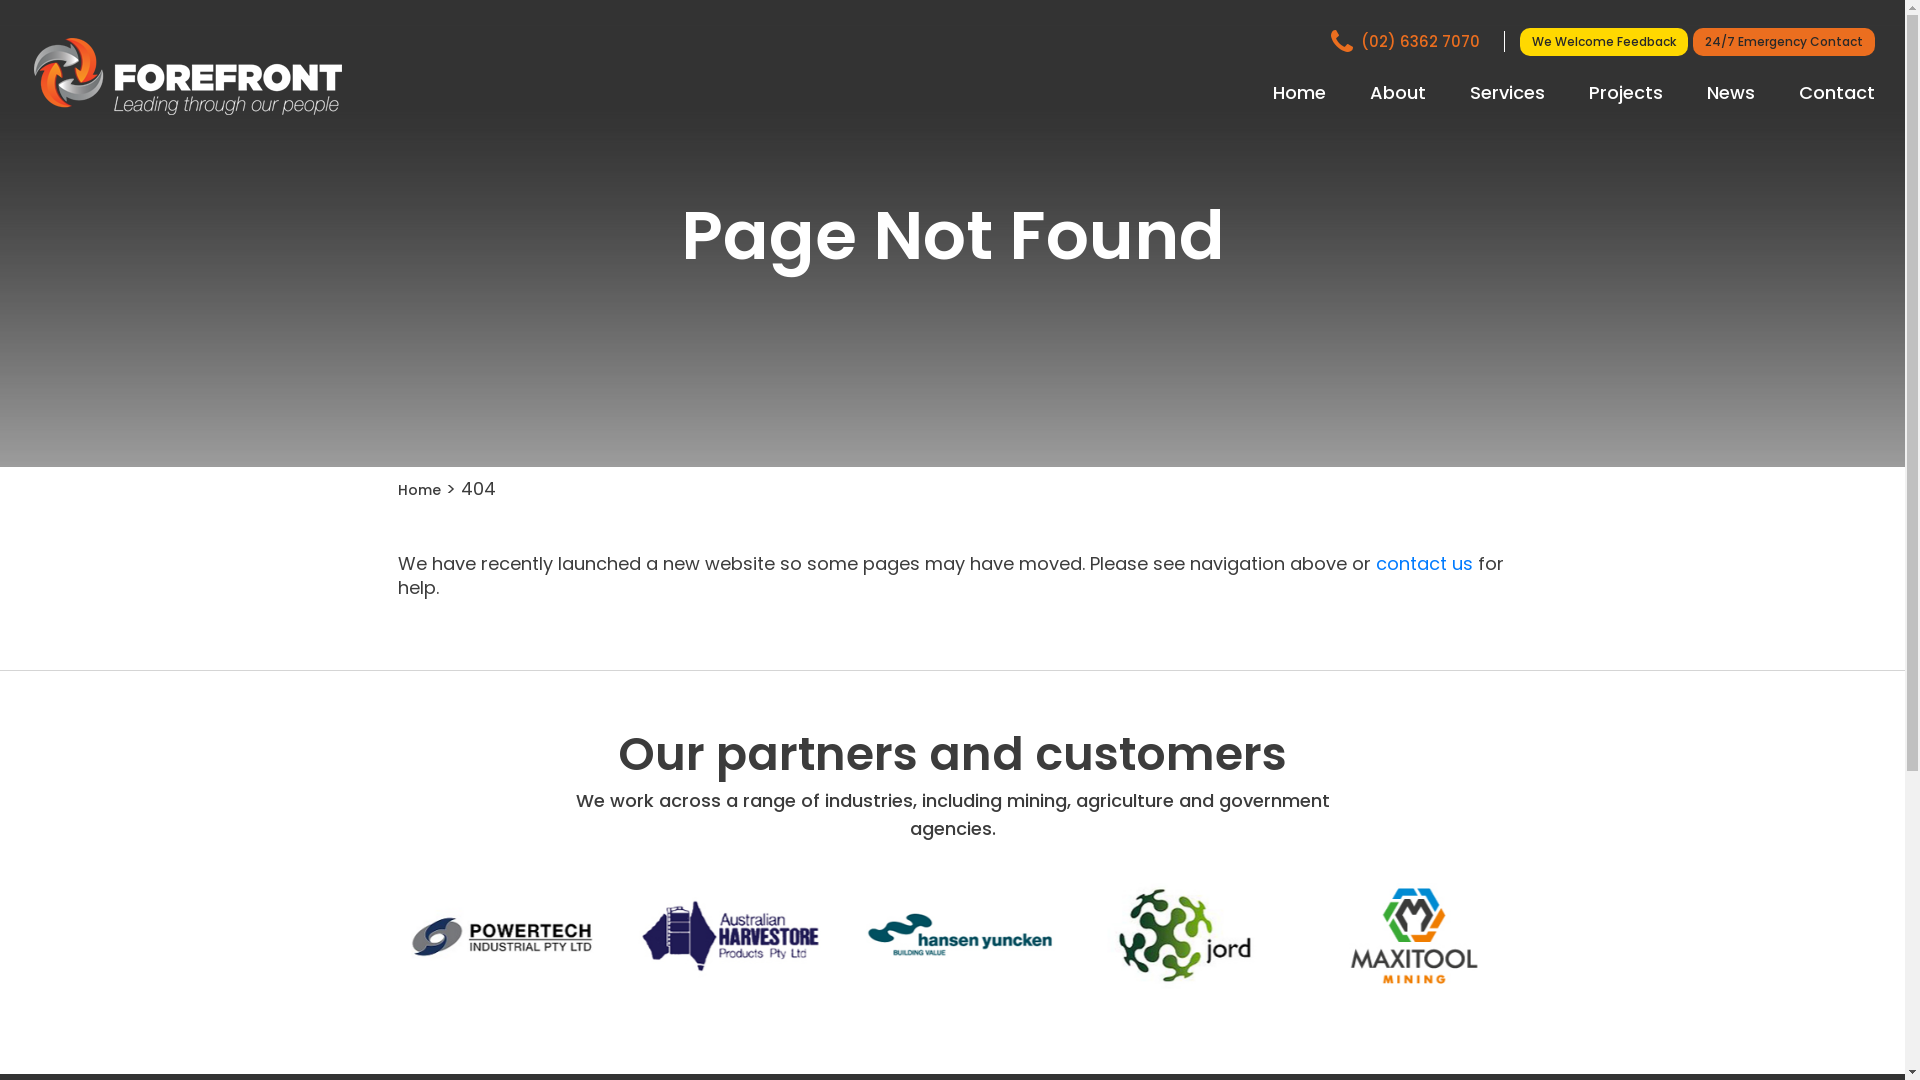 (02) 6362 7070
We Welcome Feedback
24/7 Emergency Contact
FOREFRONT
Leading through our people
Home
About
Services
Projects
News
Contact
Page Not Found
Home > 404
We have recently launched a new website so some pages may have moved. Please see navigation above or contact us for
help.
Our partners and customers
We work across a range of industries, including mining, agriculture and government
agencies.
POWERTECH
INDUSTRIAL PTY LTD
Australian
HARVESTORE
Products Pty Ltd
hansen yuncken
BUILDING VALUE
jord
MAXITOOL
MINING